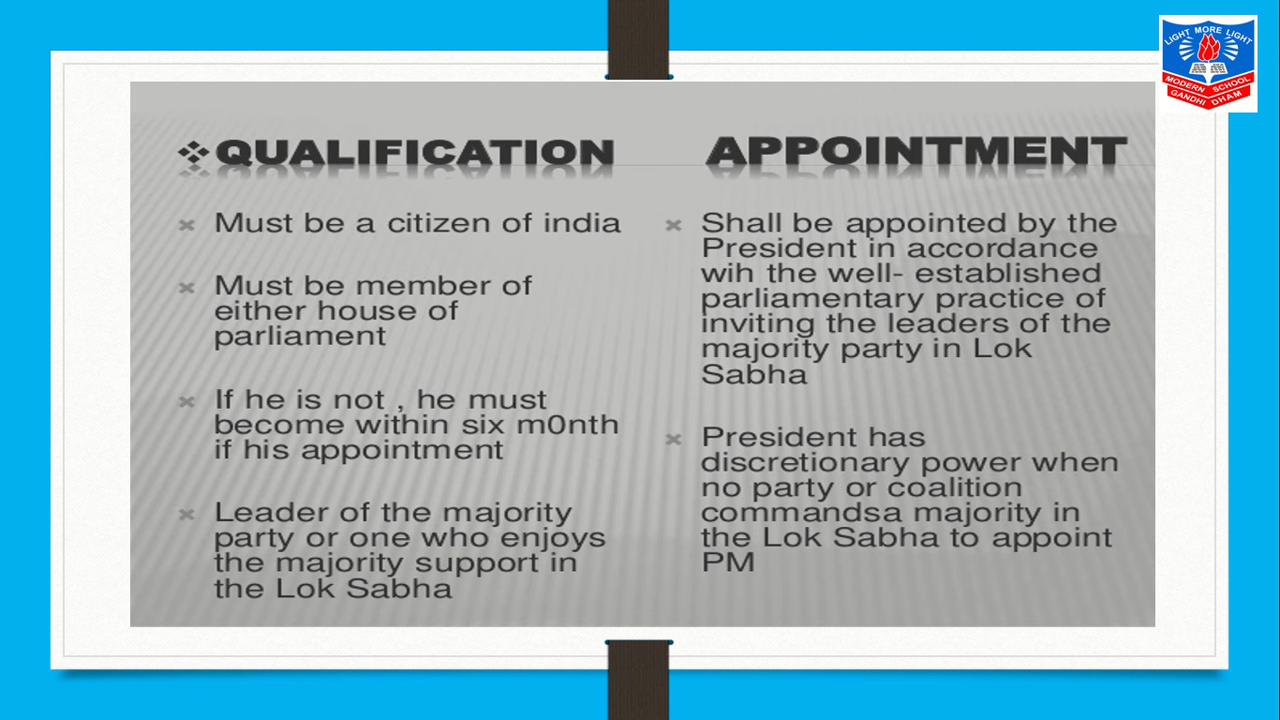 LIGHT MORE LIGHT
MODERN SCHOOL
GANDHI DHAM
QUALIFICATION
Must be a citizen of india
Must be member of
either house of
parliament
If he is not , he must
become within six m0nth
if his appointment
Leader of the majority
party or one who enjoys
the majority support in
the Lok Sabha
APPOINTMENT
Shall be appointed by the
President in accordance
wih the well- established
parliamentary practice of
inviting the leaders of the
majority party in Lok
Sabha
President has
discretionary power when
no party or coalition
commandsa majority in
the Lok Sabha to appoint
PM